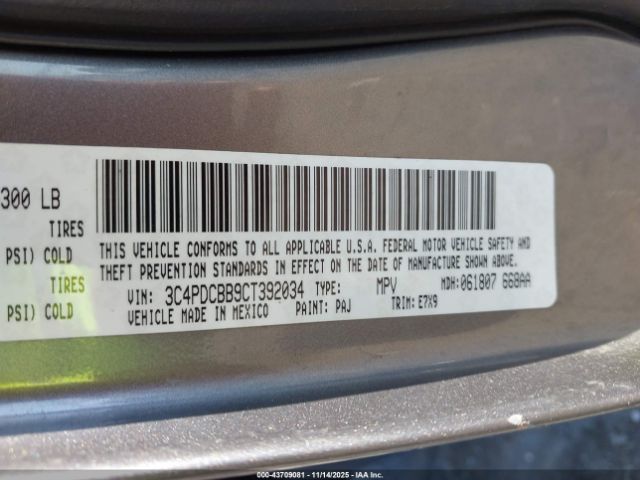 300 LB
TIRES
PSI) COLD
TIRES
PSI) COLD
THIS VEHICLE CONFORMS TO ALL APPLICABLE U.S.A. FEDERAL MOTOR VEHICLE SAFETY AND
THEFT PREVENTION STANDARDS IN EFFECT ON THE DATE OF MANUFACTURE SHOWN ABOVE.
VIN: 3C4PDCBB9CT392034 TYPE: MPV MDH:061807 668AA
VEHICLE MADE IN MEXICO PAINT: PAJ TRIM: E7X9
000-43709081 - 11/14/2025 - IAA Inc.